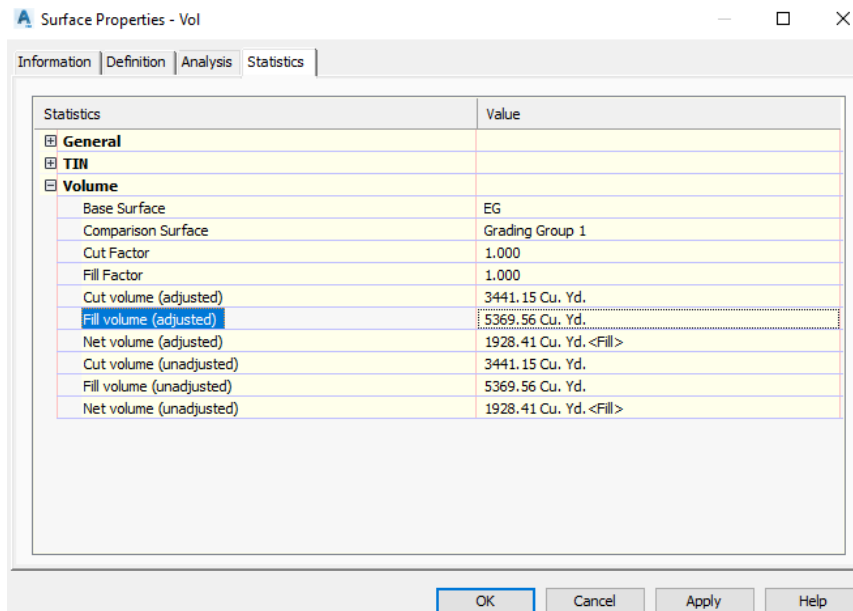 Surface Properties - Vol
Information Definition Analysis Statistics
Statistics Value
General
TIN
Volume
Base Surface EG
Comparison Surface Grading Group 1
Cut Factor 1.000
Fill Factor 1.000
Cut volume (adjusted) 3441.15 Cu. Yd.
Fill volume (adjusted) 5369.56 Cu. Yd.
Net volume (adjusted) 1928.41 Cu. Yd.<Fill>
Cut volume (unadjusted) 3441.15 Cu. Yd.
Fill volume (unadjusted) 5369.56 Cu. Yd.
Net volume (unadjusted) 1928.41 Cu. Yd.<Fill>
OK Cancel Apply Help